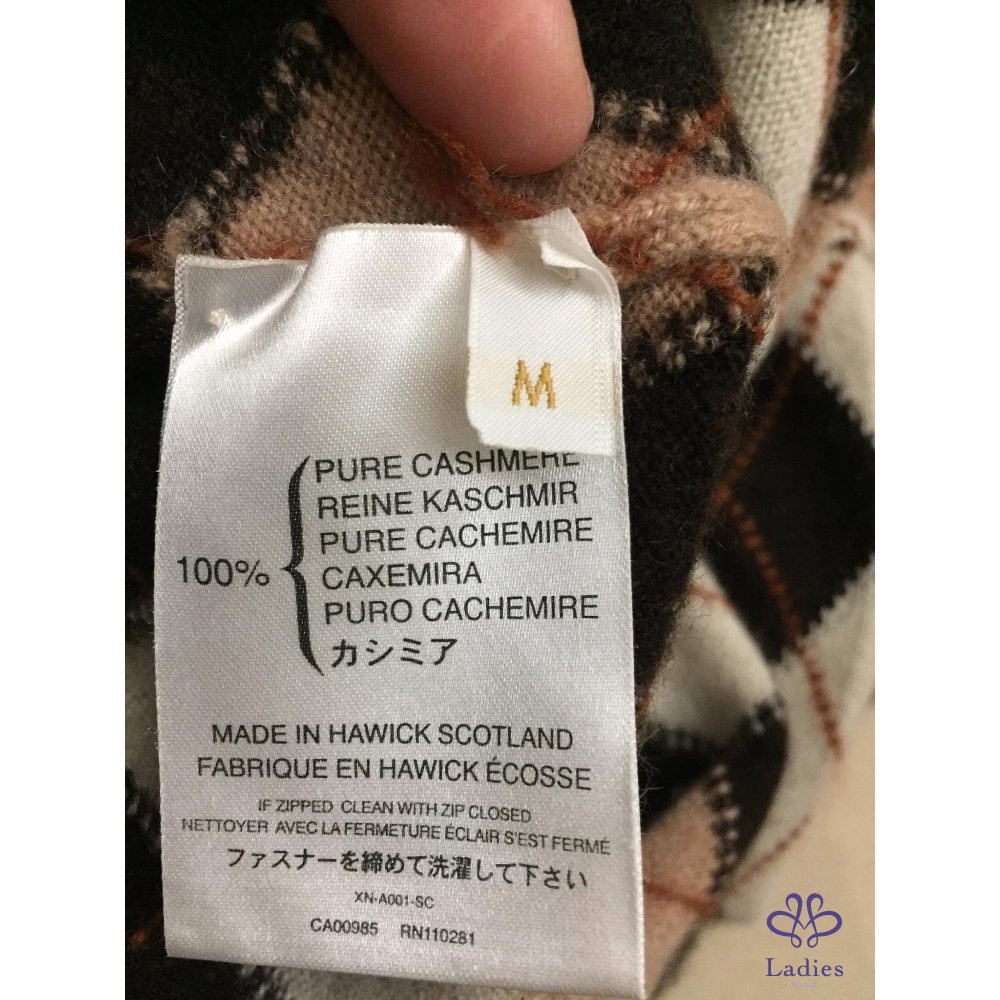 M
PURE CASHMERE
REINE KASCHMIR
PURE CACHEMIRE
100%
CAXEMIRA
PURO CACHEMIRE
カシミア
MADE IN HAWICK SCOTLAND
FABRIQUE EN HAWICK ÉCOSSE
IF ZIPPED CLEAN WITH ZIP CLOSED
NETTOYER AVEC LA FERMETURE ÉCLAIR S'EST FERMÉ
ファスナーを締めて洗濯して下さい
XN-A001-SC
CA00985 RN110281
Ladies